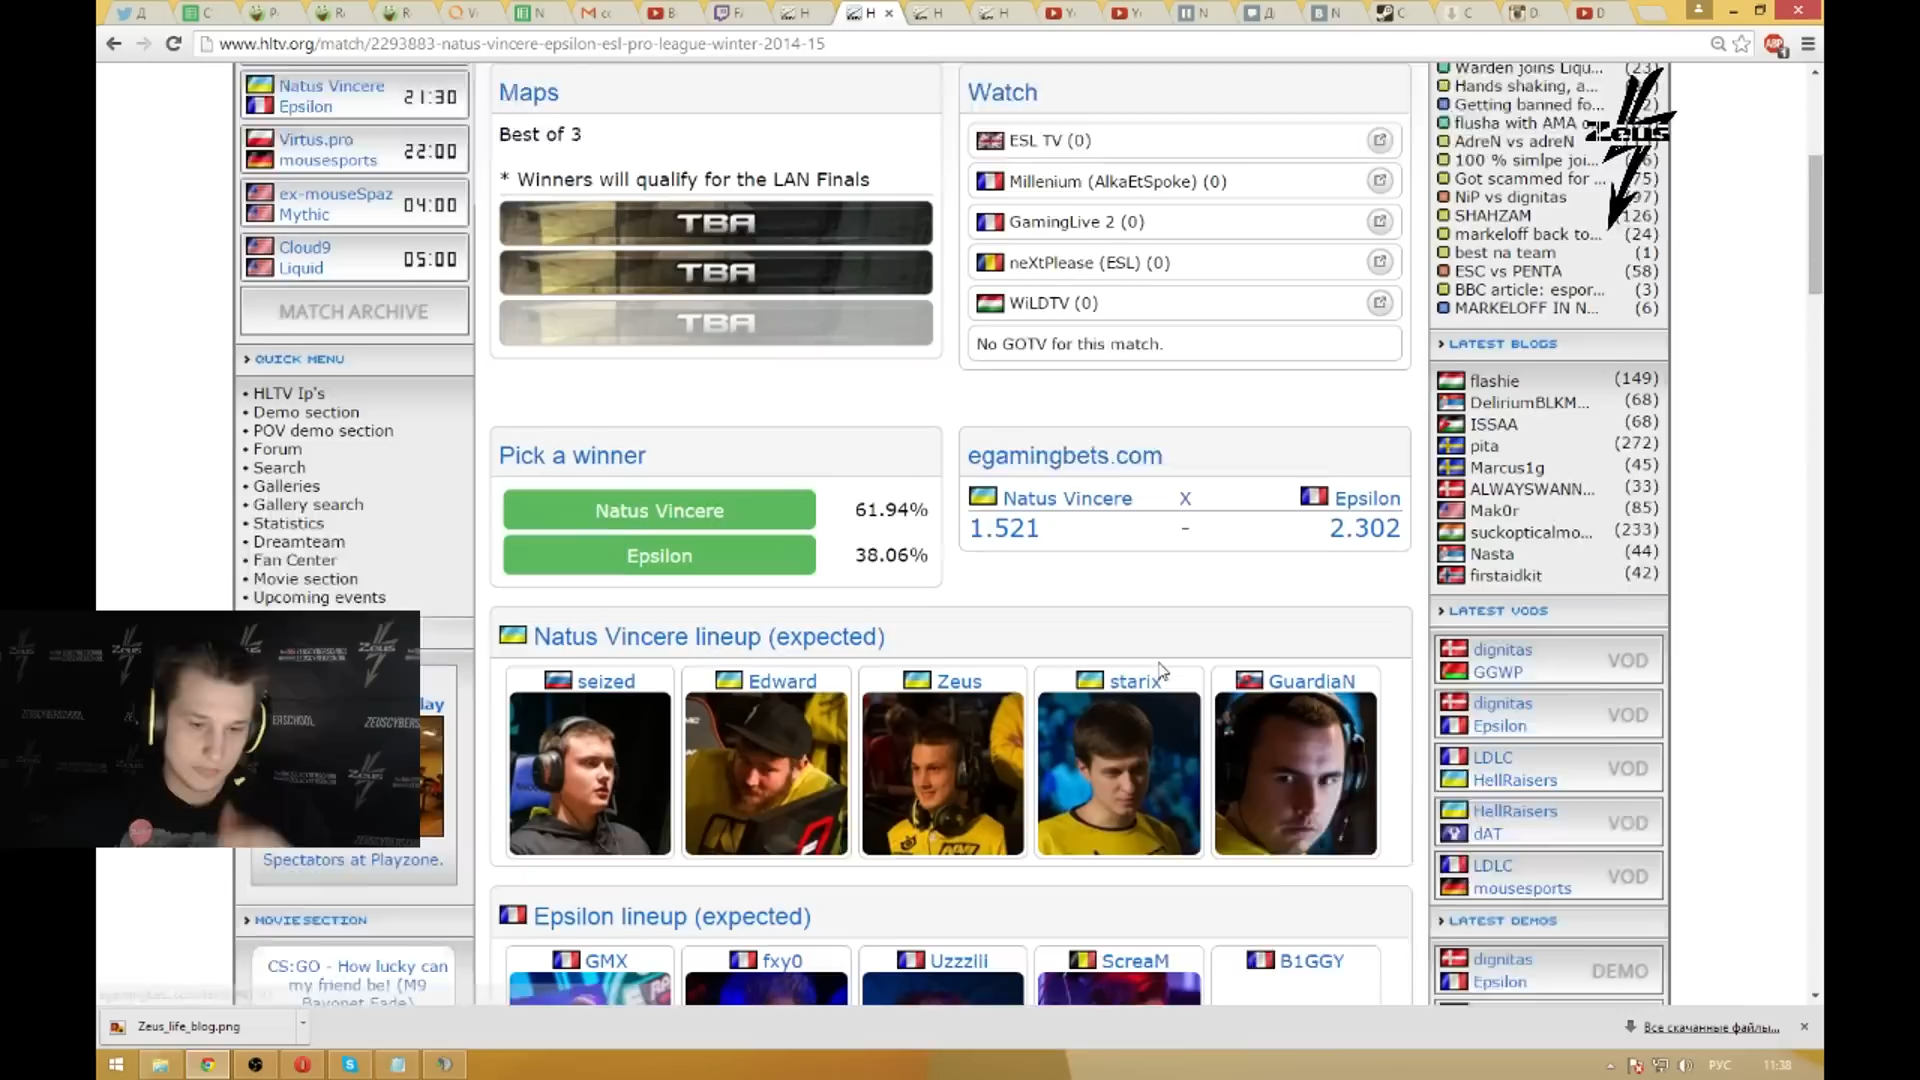 www.hltv.org/match/2293883-natus-vincere-epsilon-esl-pro-league-winter-2014-15
Natus Vincere
Epsilon
21:30
Virtus.pro
mousesports
22:00
ex-mouseSpaz
Mythic
04:00
Cloud9
Liquid
05:00
MATCH ARCHIVE
QUICK MENU
• HLTV Ip's
• Demo section
• POV demo section
• Forum
• Search
• Galleries
• Gallery search
• Statistics
• Dreamteam
• Fan Center
• Movie section
• Upcoming events
Spectators at Playzone.
MOVIE SECTION
CS:GO - How lucky can
my friend be! (M9
Bayonet Fade)
Maps
Best of 3
* Winners will qualify for the LAN Finals
TBA
TBA
TBA
Watch
ESL TV (0)
Millenium (AlkaEtSpoke) (0)
GamingLive 2 (0)
neXtPlease (ESL) (0)
WiLDTV (0)
No GOTV for this match.
Pick a winner
Natus Vincere 61.94%
Epsilon 38.06%
egamingbets.com
Natus Vincere X Epsilon
1.521 - 2.302
Natus Vincere lineup (expected)
seized Edward Zeus starix GuardiaN
Epsilon lineup (expected)
GMX fxy0 Uzzziii ScreaM B1GGY
Warden joins Liqu... (23)
Hands shaking, a...
Getting banned fo...
flusha with AMA
AdreN vs adreN
100 % simlpe joi...
Got scammed for ...
NiP vs dignitas
SHAHZAM (126)
markeloff back to... (24)
best na team (1)
ESC vs PENTA (58)
BBC article: espor... (3)
MARKELOFF IN N... (6)
Zeus
LATEST BLOGS
flashie (149)
DeliriumBLKM... (68)
ISSAA (68)
pita (272)
Marcus1g (45)
ALWAYSWANN... (33)
Mak0r (85)
suckopticalmo... (233)
Nasta (44)
firstaidkit (42)
LATEST VODS
dignitas
GGWP
VOD
dignitas
Epsilon
VOD
LDLC
HellRaisers
VOD
HellRaisers
dAT
VOD
LDLC
mousesports
VOD
LATEST DEMOS
dignitas
Epsilon
DEMO
Zeus_life_blog.png
Все скачанные файлы...
РУС
11:38